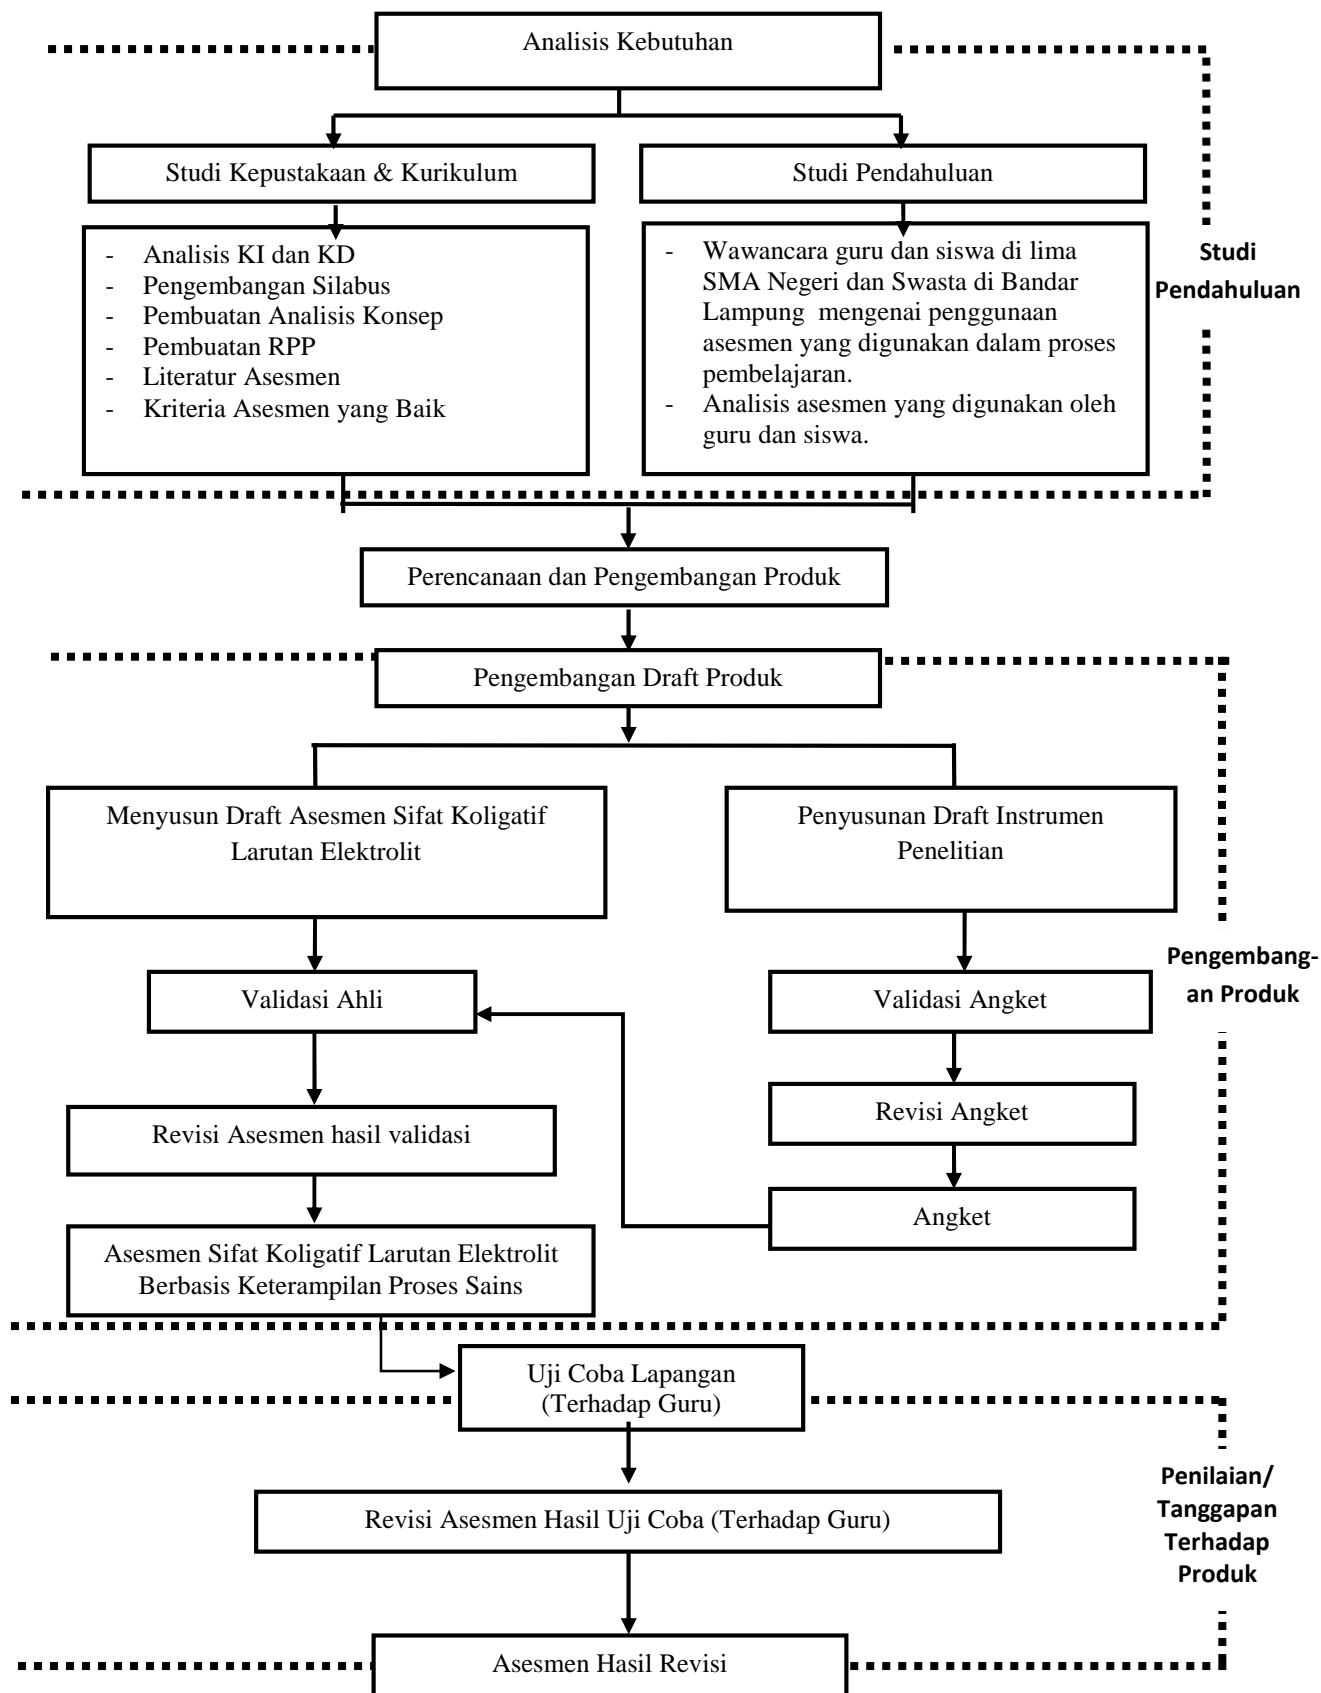 Analisis Kebutuhan
Studi Kepustakaan & Kurikulum
Studi Pendahuluan
- Analisis KI dan KD
- Pengembangan Silabus
- Pembuatan Analisis Konsep
- Pembuatan RPP
- Literatur Asesmen
- Kriteria Asesmen yang Baik
- Wawancara guru dan siswa di lima
SMA Negeri dan Swasta di Bandar
Lampung mengenai penggunaan
asesmen yang digunakan dalam proses
pembelajaran.
- Analisis asesmen yang digunakan oleh
guru dan siswa.
Studi
Pendahuluan
Perencanaan dan Pengembangan Produk
Pengembangan Draft Produk
Menyusun Draft Asesmen Sifat Koligatif
Larutan Elektrolit
Penyusunan Draft Instrumen
Penelitian
Validasi Ahli
Validasi Angket
Pengembang-
an Produk
Revisi Asesmen hasil validasi
Revisi Angket
Angket
Asesmen Sifat Koligatif Larutan Elektrolit
Berbasis Keterampilan Proses Sains
Uji Coba Lapangan
(Terhadap Guru)
Revisi Asesmen Hasil Uji Coba (Terhadap Guru)
Penilaian/
Tanggapan
Terhadap
Produk
Asesmen Hasil Revisi